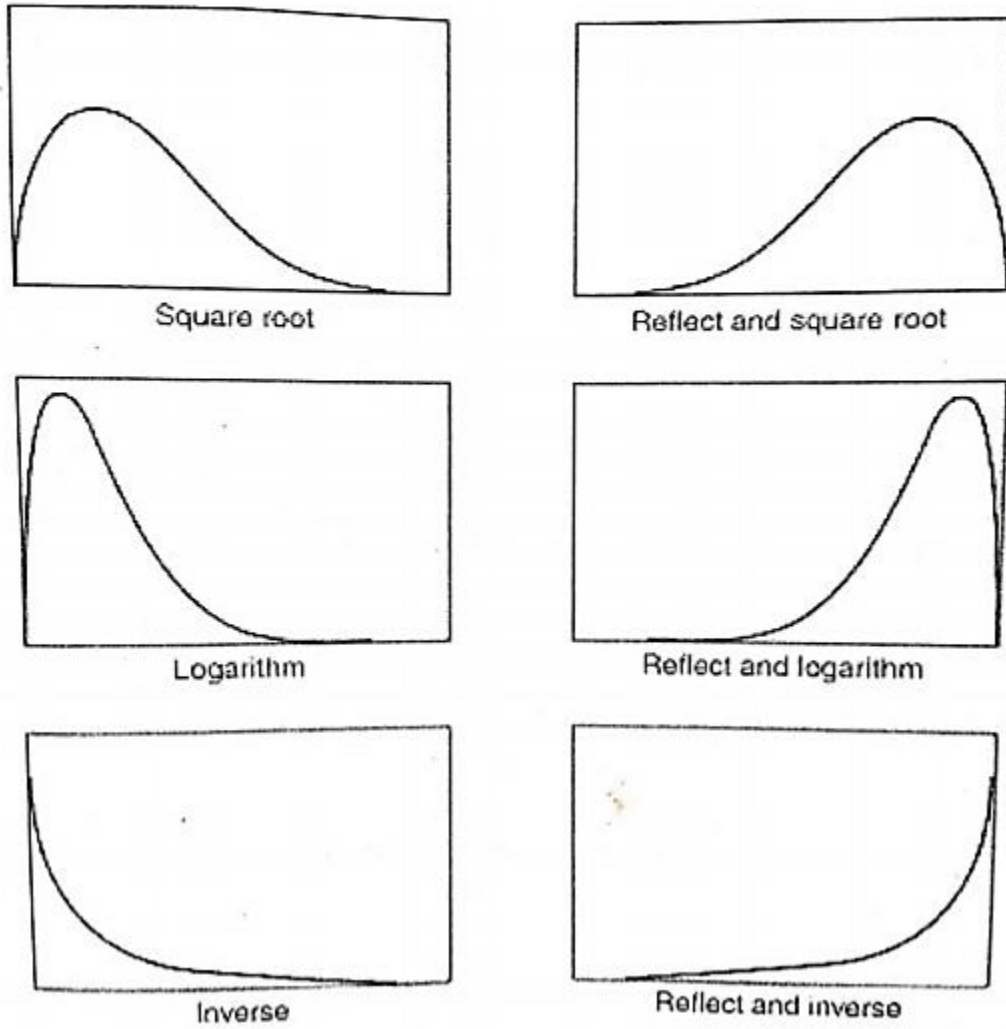 Square root
Reflect and square root
Logarithm
Reflect and logarithm
Inverse
Reflect and inverse